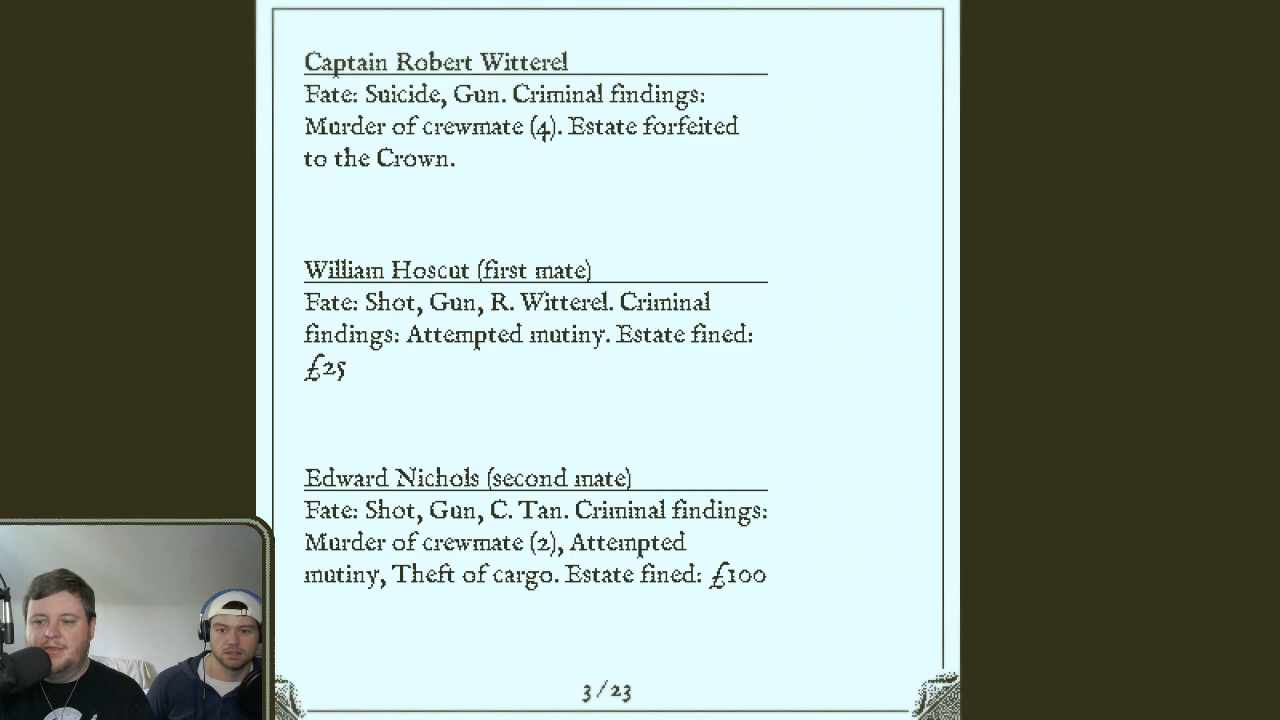 Captain Robert Witterel
Fate: Suicide, Gun. Criminal findings:
Murder of crewmate (4). Estate forfeited
to the Crown.
William Hoscut (first mate)
Fate: Shot, Gun, R. Witterel. Criminal
findings: Attempted mutiny. Estate fined:
£25
Edward Nichols (second mate)
Fate: Shot, Gun, C. Tan. Criminal findings:
Murder of crewmate (2), Attempted
mutiny, Theft of cargo. Estate fined: £100
3/23